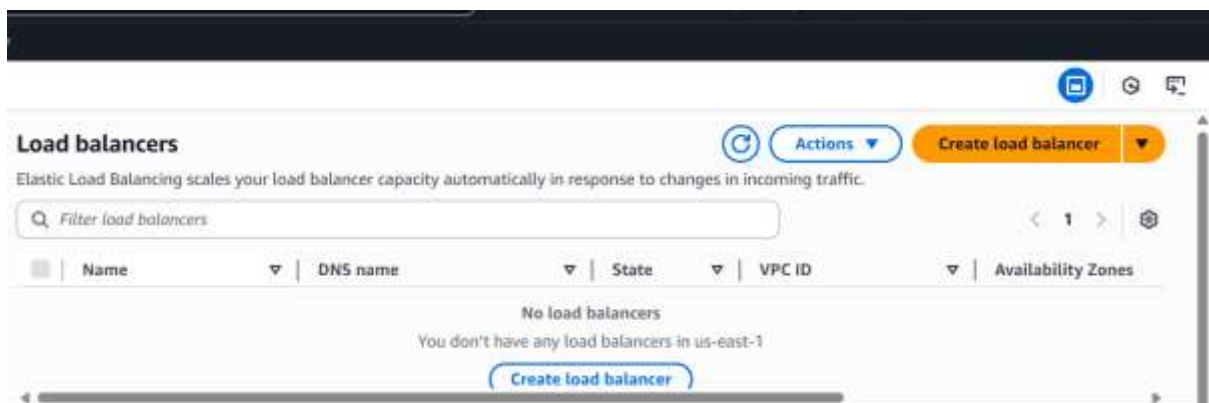 Load balancers
Actions
Create load balancer
Elastic Load Balancing scales your load balancer capacity automatically in response to changes in incoming traffic.
Filter load balancers
1
Name
DNS name
State
VPC ID
Availability Zones
No load balancers
You don't have any load balancers in us-east-1
Create load balancer